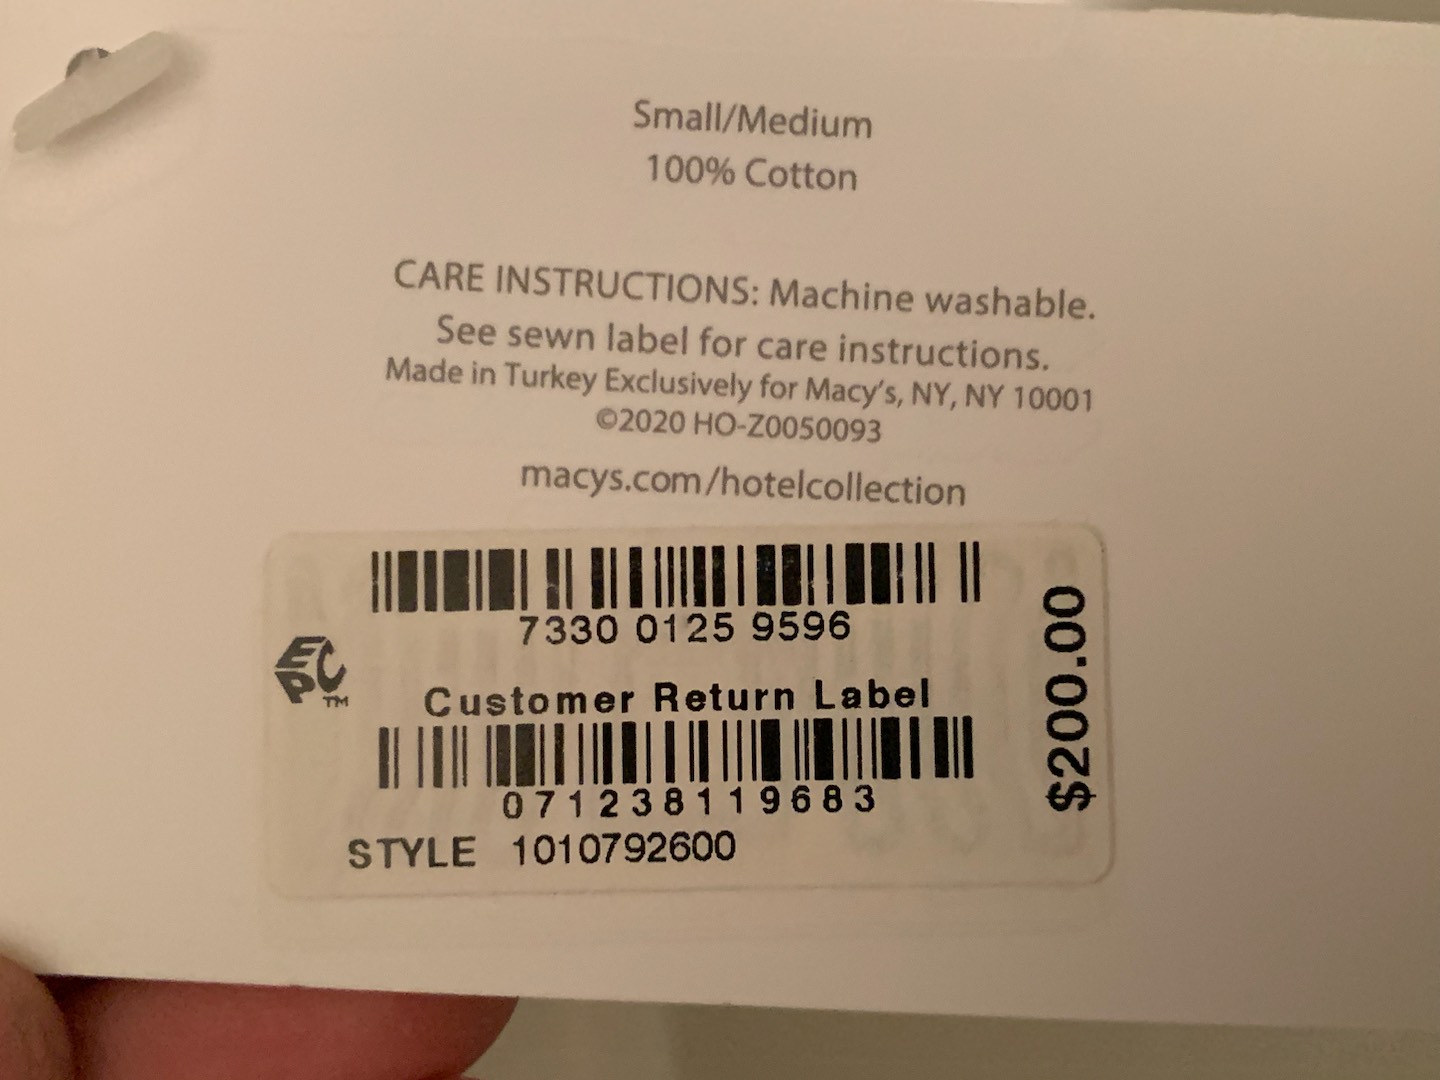 Small/Medium
100% Cotton
CARE INSTRUCTIONS: Machine washable.
See sewn label for care instructions.
Made in Turkey Exclusively for Macy's, NY, NY 10001
©2020 HO-Z0050093
macys.com/hotelcollection
7330 0125 9596
EPC™
Customer Return Label
071238119683
STYLE 1010792600
$200.00